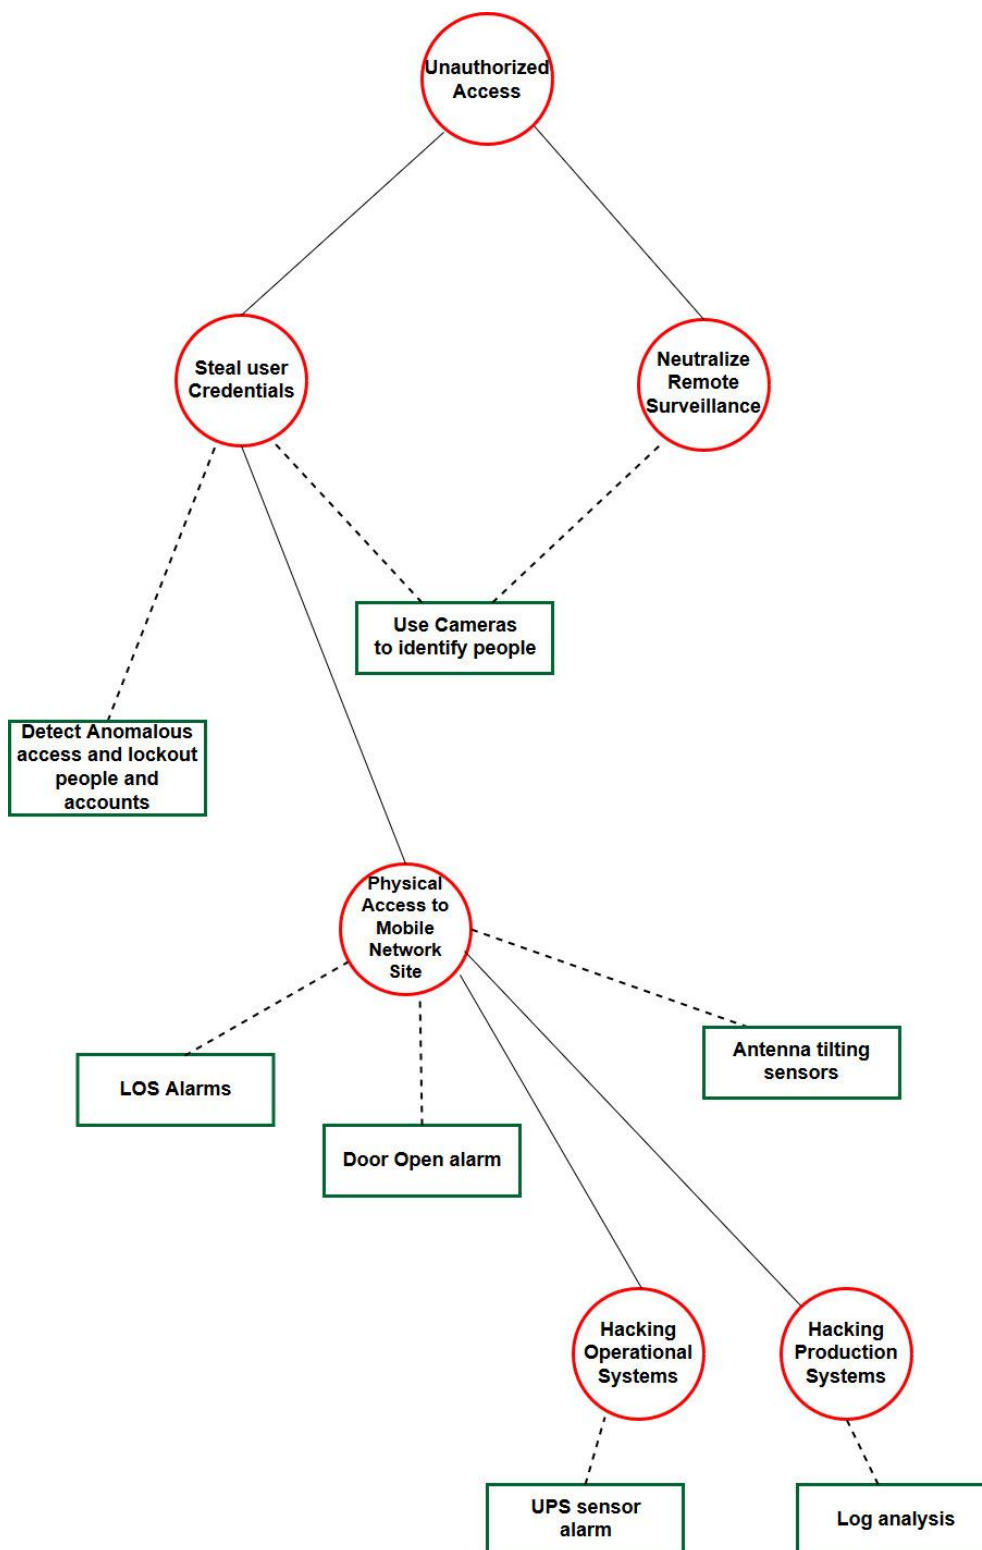 Unauthorized
Access
Steal user
Credentials
Neutralize
Remote
Surveillance
Use Cameras
to identify people
Detect Anomalous
access and lockout
people and
accounts
Physical
Access to
Mobile
Network
Site
LOS Alarms
Door Open alarm
Antenna tilting
sensors
Hacking
Operational
Systems
Hacking
Production
Systems
UPS sensor
alarm
Log analysis